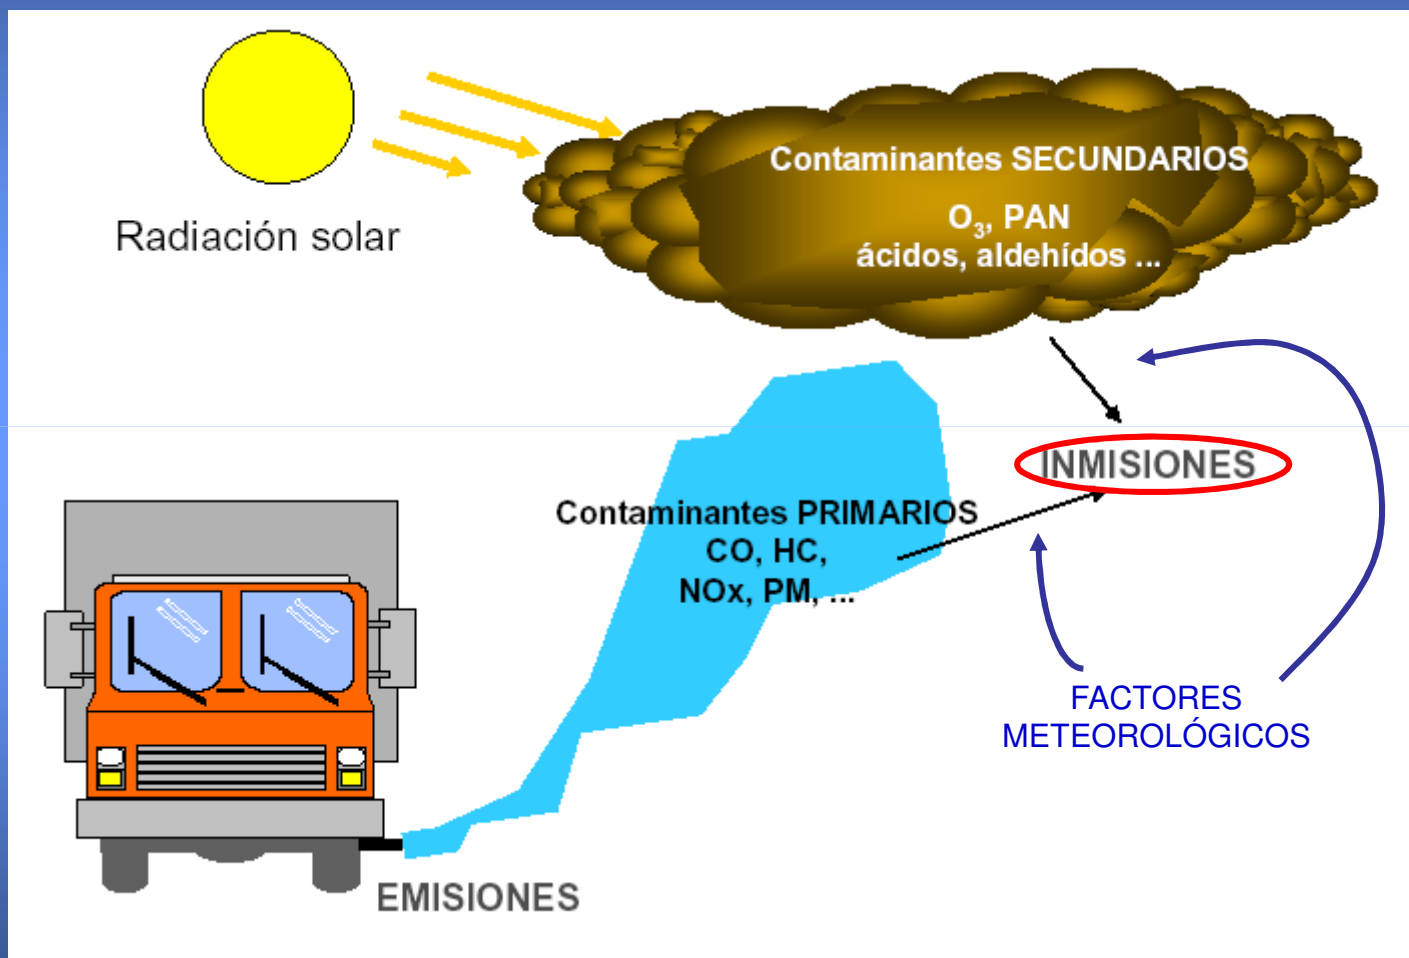 Radiación solar
Contaminantes SECUNDARIOS
O₃, PAN
ácidos, aldehídos ...
INMISIONES
Contaminantes PRIMARIOS
CO, HC,
NOx, PM, ...
FACTORES
METEOROLÓGICOS
EMISIONES